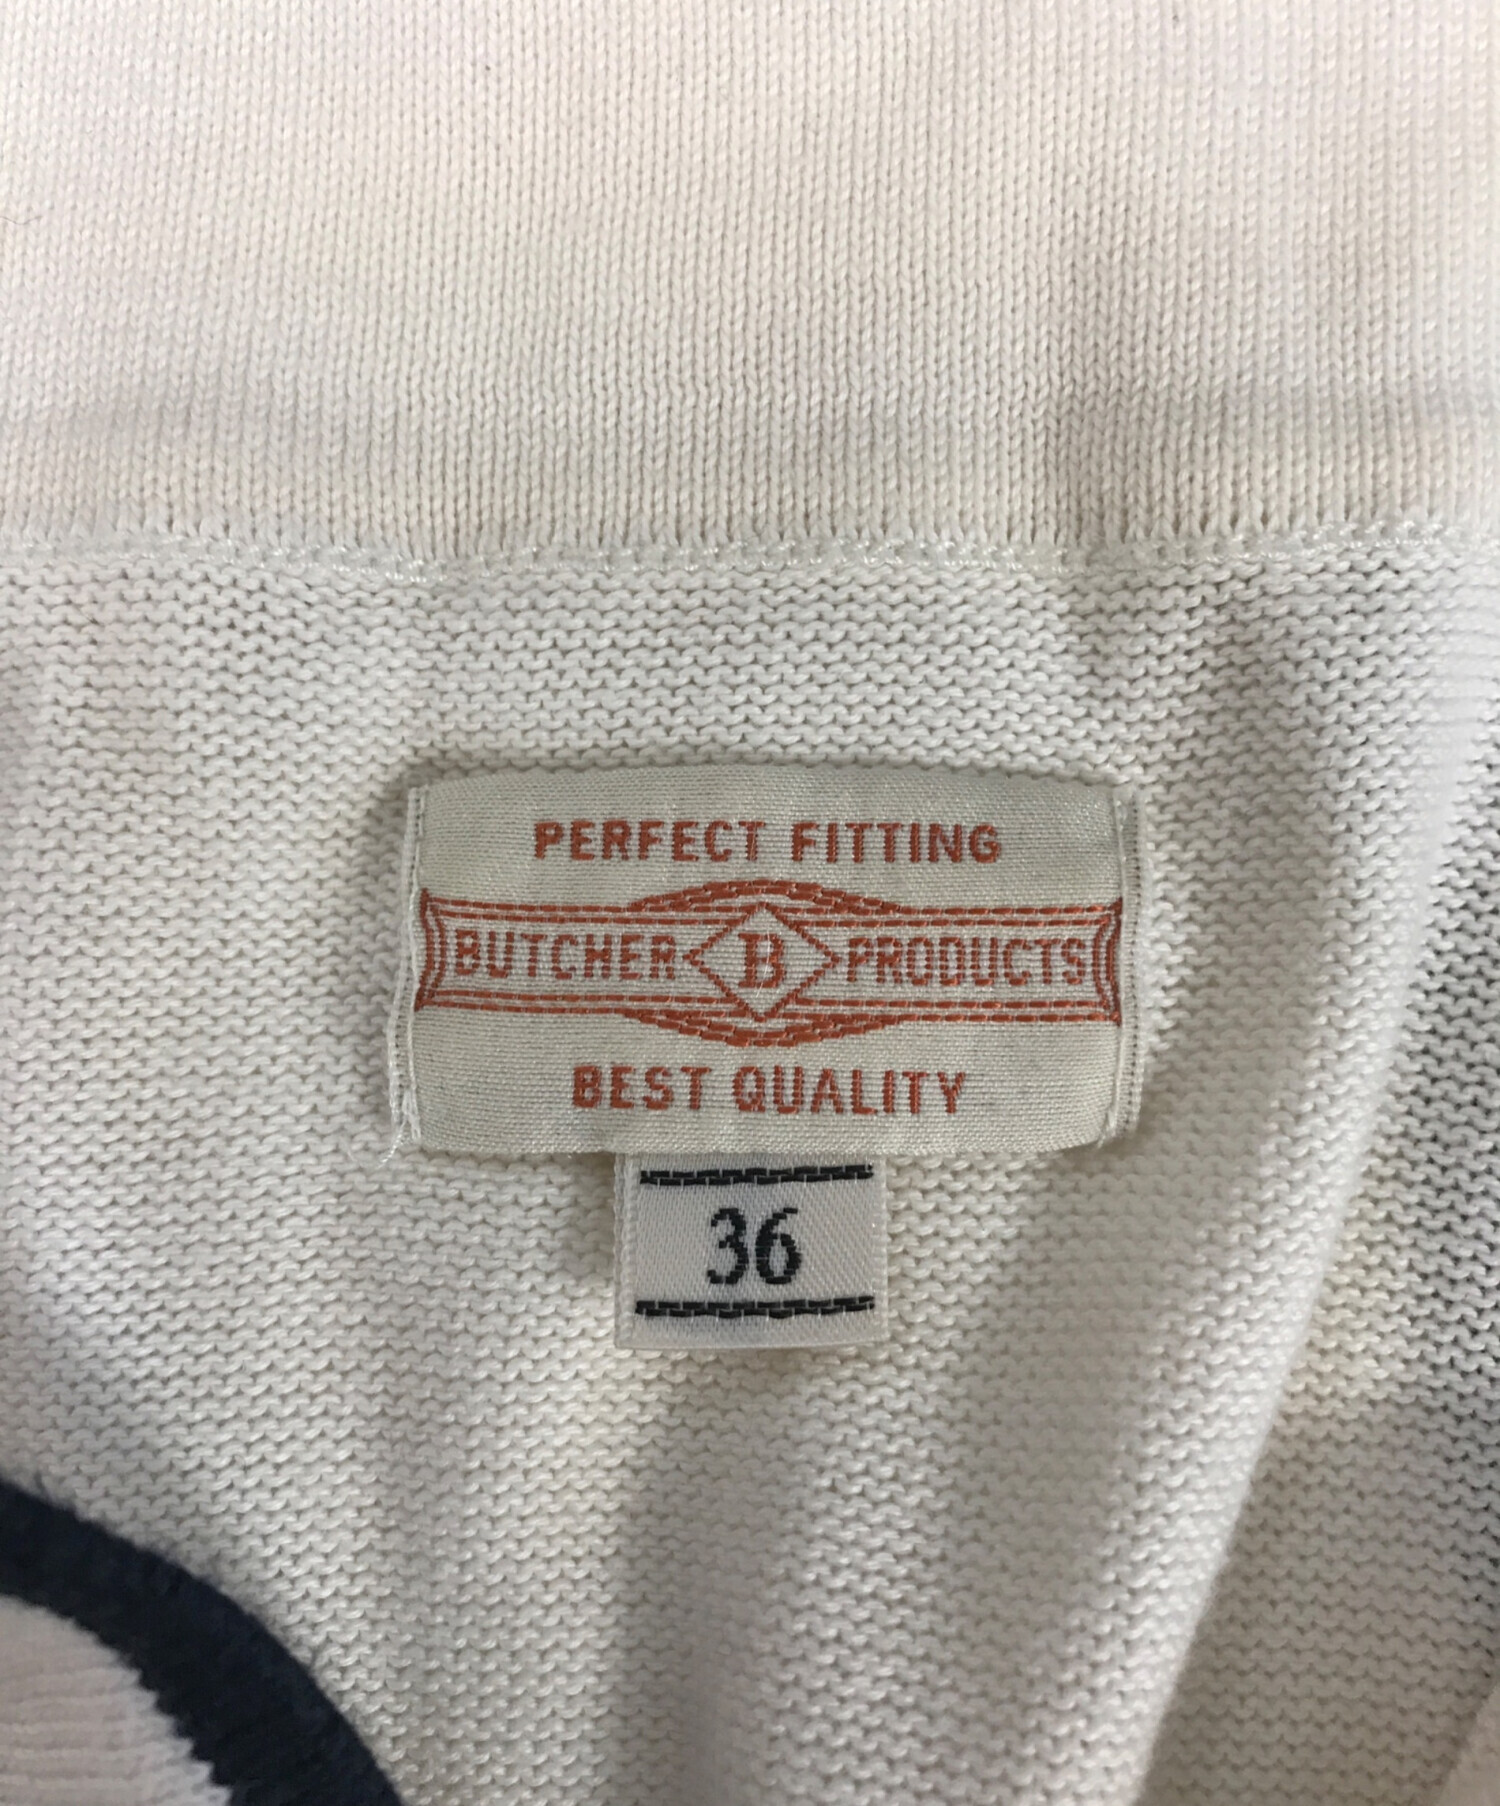 PERFECT FITTING
BUTCHER B PRODUCTS
BEST QUALITY
36